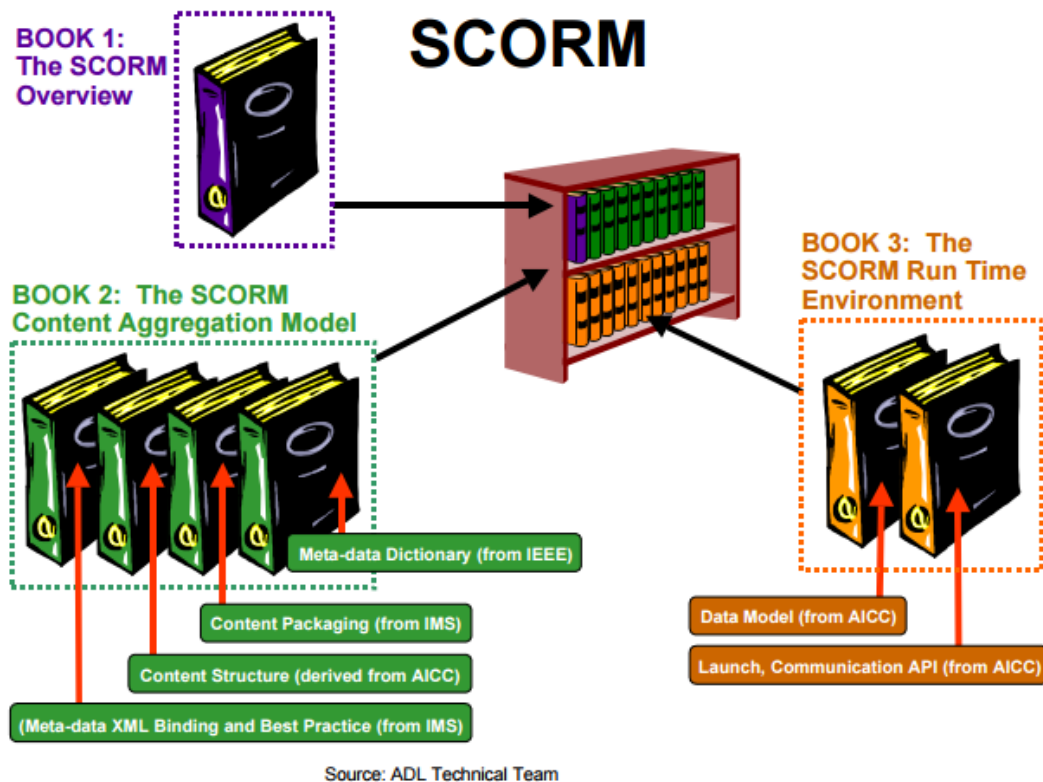 SCORM
BOOK 1:
The SCORM
Overview
BOOK 2: The SCORM
Content Aggregation Model
BOOK 3: The
SCORM Run Time
Environment
Meta-data Dictionary (from IEEE)
Content Packaging (from IMS)
Content Structure (derived from AICC)
(Meta-data XML Binding and Best Practice (from IMS)
Data Model (from AICC)
Launch, Communication API (from AICC)
Source: ADL Technical Team